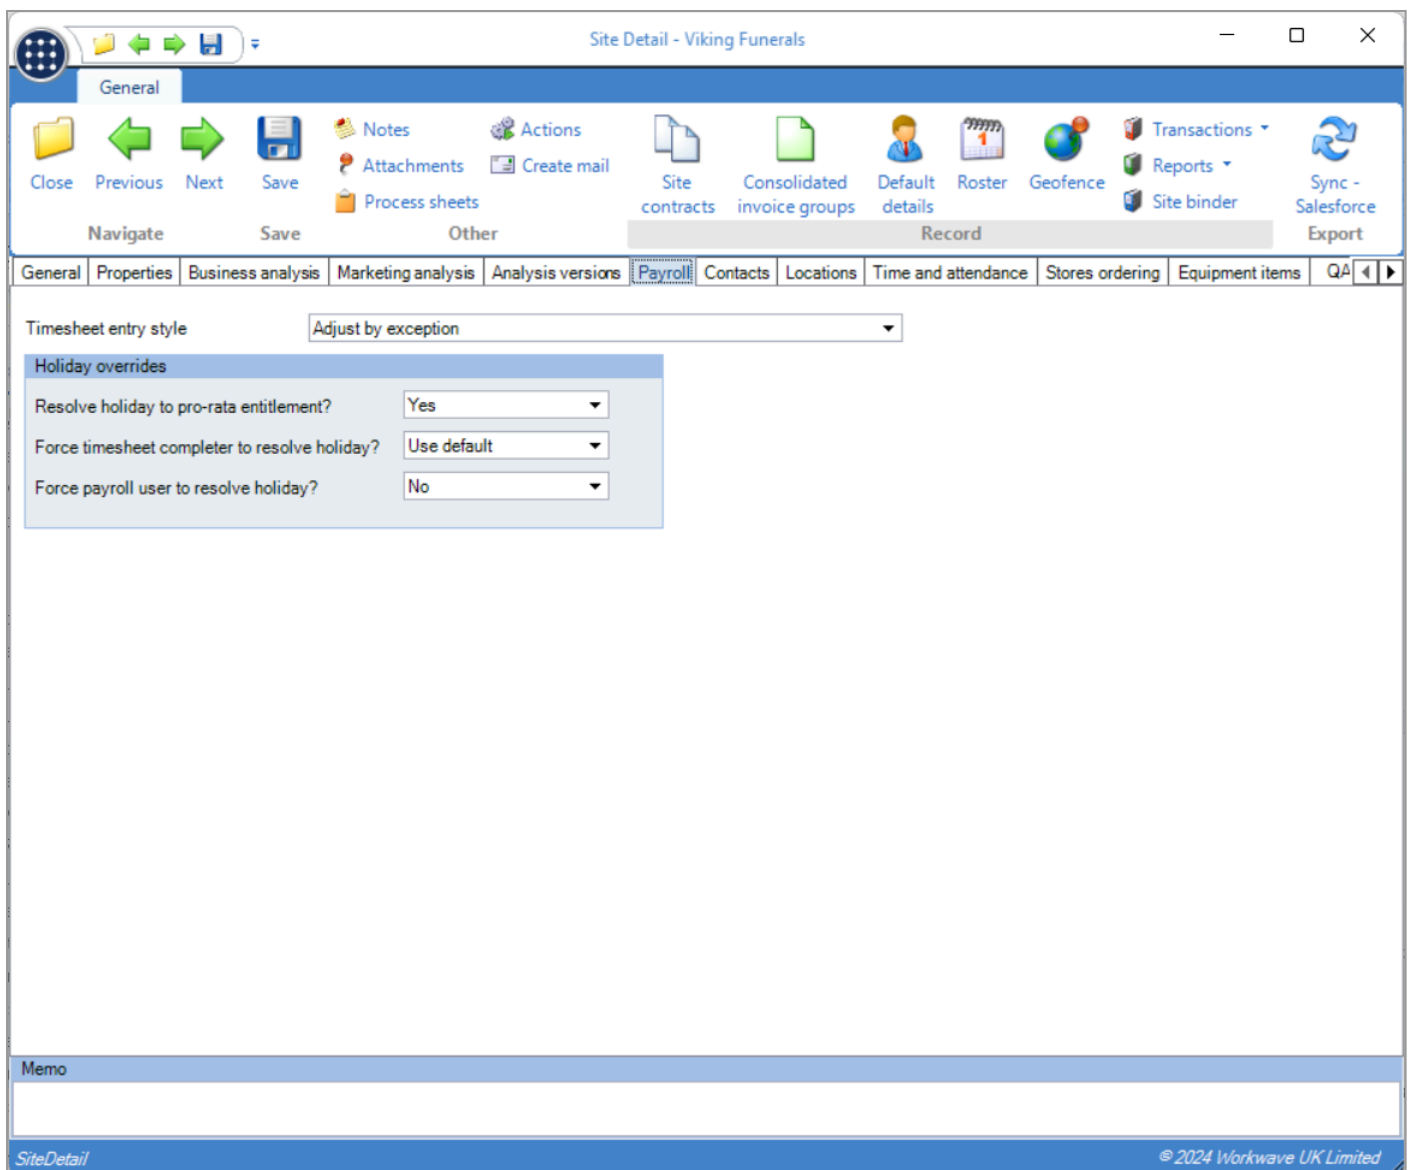 Site Detail - Viking Funerals
General
Close
Previous
Next
Save
Notes
Attachments
Process sheets
Actions
Create mail
Site contracts
Consolidated invoice groups
Default details
Roster
Geofence
Transactions
Reports
Site binder
Sync - Salesforce
Navigate
Save
Other
Record
Export
General Properties Business analysis Marketing analysis Analysis versions Payroll Contacts Locations Time and attendance Stores ordering Equipment items QA
Timesheet entry style Adjust by exception
Holiday overrides
Resolve holiday to pro-rata entitlement? Yes
Force timesheet completer to resolve holiday? Use default
Force payroll user to resolve holiday? No
Memo
SiteDetail
© 2024 Workwave UK Limited